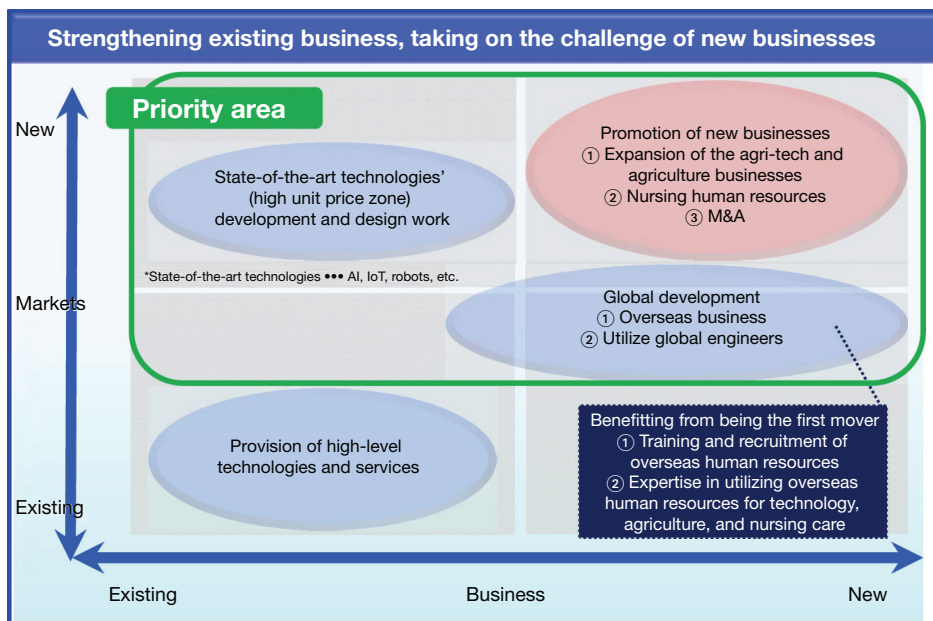 Strengthening existing business, taking on the challenge of new businesses
Priority area
New
Markets
Existing
State-of-the-art technologies’
(high unit price zone)
development and design work
*State-of-the-art technologies ••• AI, IoT, robots, etc.
Promotion of new businesses
① Expansion of the agri-tech and
agriculture businesses
② Nursing human resources
③ M&A
Global development
① Overseas business
② Utilize global engineers
Provision of high-level
technologies and services
Benefitting from being the first mover
① Training and recruitment of
overseas human resources
② Expertise in utilizing overseas
human resources for technology,
agriculture, and nursing care
Existing
Business
New